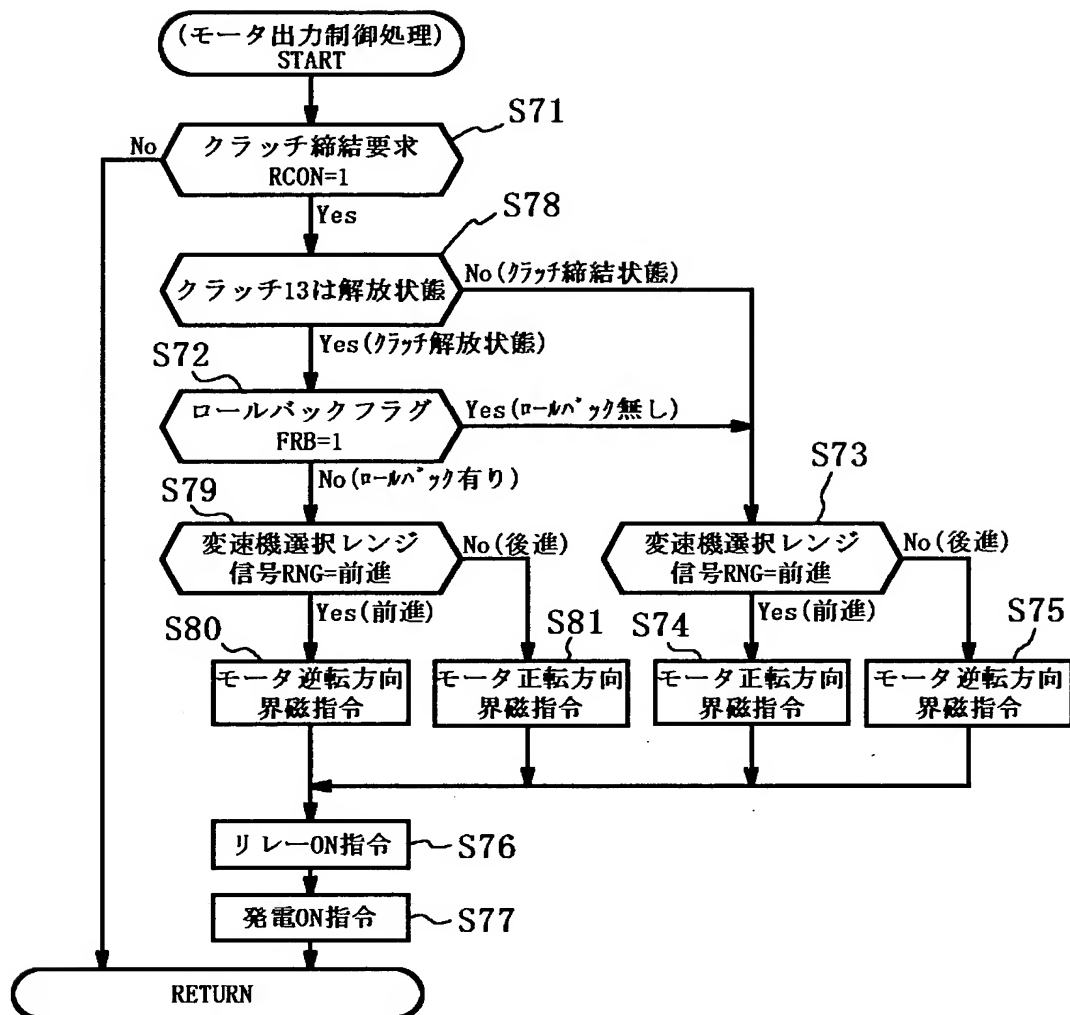 (モータ出力制御処理)
START
S71
No
クラッチ締結要求
RCON=1
Yes
S78
クラッチ13は解放状態
No(クラッチ締結状態)
Yes(クラッチ解放状態)
S72
ロールバックフラグ
FRB=1
Yes(ロールバック無し)
No(ロールバック有り)
S79
変速機選択レンジ
信号RNG=前進
No(後進)
Yes(前進)
S73
変速機選択レンジ
信号RNG=前進
No(後進)
Yes(前進)
S80
モータ逆転方向
界磁指令
S81
モータ正転方向
界磁指令
S74
モータ正転方向
界磁指令
S75
モータ逆転方向
界磁指令
リレーON指令
S76
発電ON指令
S77
RETURN